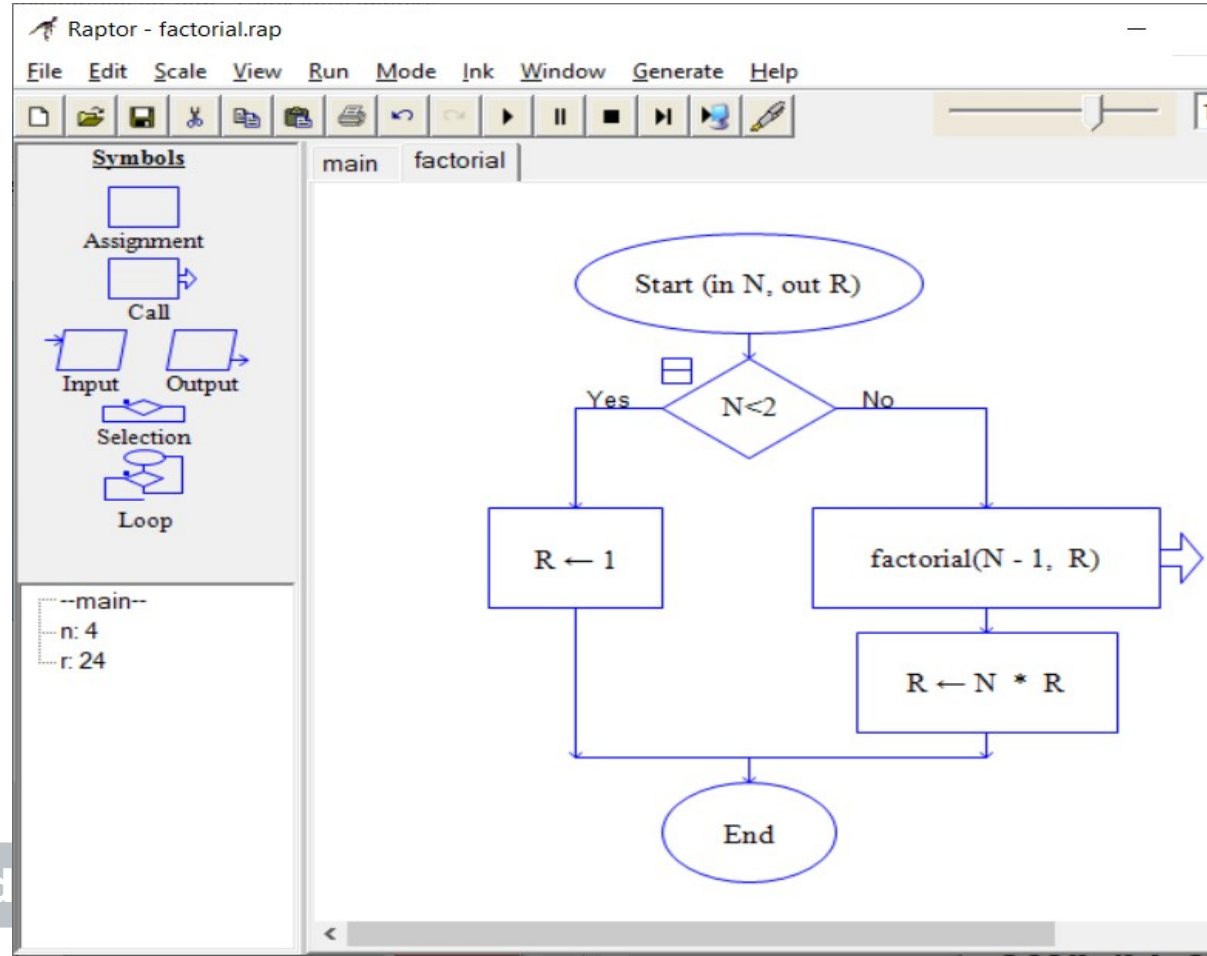 Raptor - factorial.rap
File Edit Scale View Run Mode Ink Window Generate Help
Symbols
Assignment
Call
Input Output
Selection
Loop
--main--
n: 4
r: 24
main factorial
Start (in N, out R)
Yes N<2 No
R ← 1
factorial(N - 1, R)
R ← N * R
End